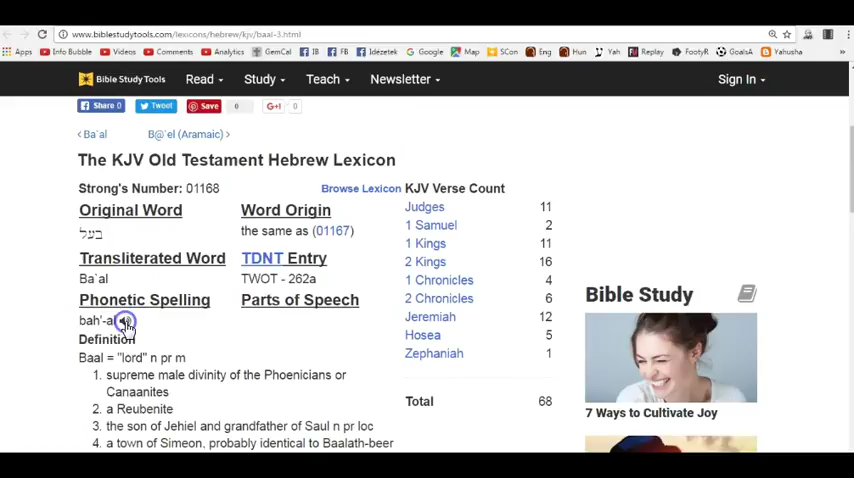 www.biblestudytools.com/lexicons/hebrew/kjv/baal-3.html
Apps Info Bubble Videos Comments Analytics GemCal IB FB Idézetek Google Map SCon Eng Hun Yah Replay FootyR GoalsA Yahusha
Bible Study Tools Read Study Teach Newsletter Sign In
Share 0 Tweet Save 0 G+1 0
‹ Ba`al B@`el (Aramaic) ›
The KJV Old Testament Hebrew Lexicon
Strong's Number: 01168 Browse Lexicon
Original Word Word Origin
בעל the same as (01167)
Transliterated Word TDNT Entry
Ba`al TWOT - 262a
Phonetic Spelling Parts of Speech
bah'-al
Definition
Baal = "lord" n pr m
1. supreme male divinity of the Phoenicians or
Canaanites
2. a Reubenite
3. the son of Jehiel and grandfather of Saul n pr loc
4. a town of Simeon, probably identical to Baalath-beer
KJV Verse Count
Judges 11
1 Samuel 2
1 Kings 11
2 Kings 16
1 Chronicles 4
2 Chronicles 6
Jeremiah 12
Hosea 5
Zephaniah 1
Total 68
Bible Study
7 Ways to Cultivate Joy